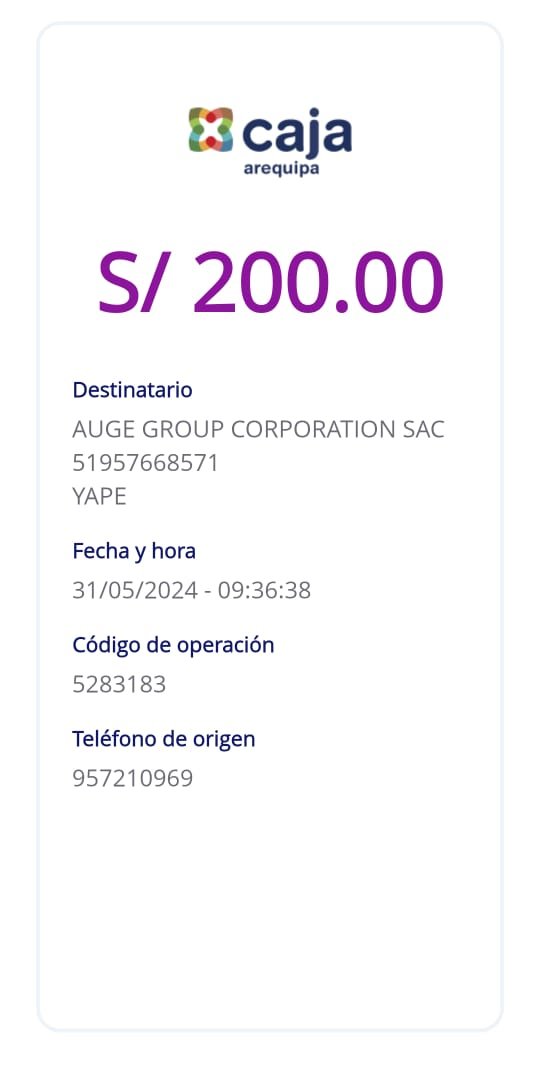 caja
arequipa
S/ 200.00
Destinatario
AUGE GROUP CORPORATION SAC
51957668571
YAPE
Fecha y hora
31/05/2024 - 09:36:38
Código de operación
5283183
Teléfono de origen
957210969